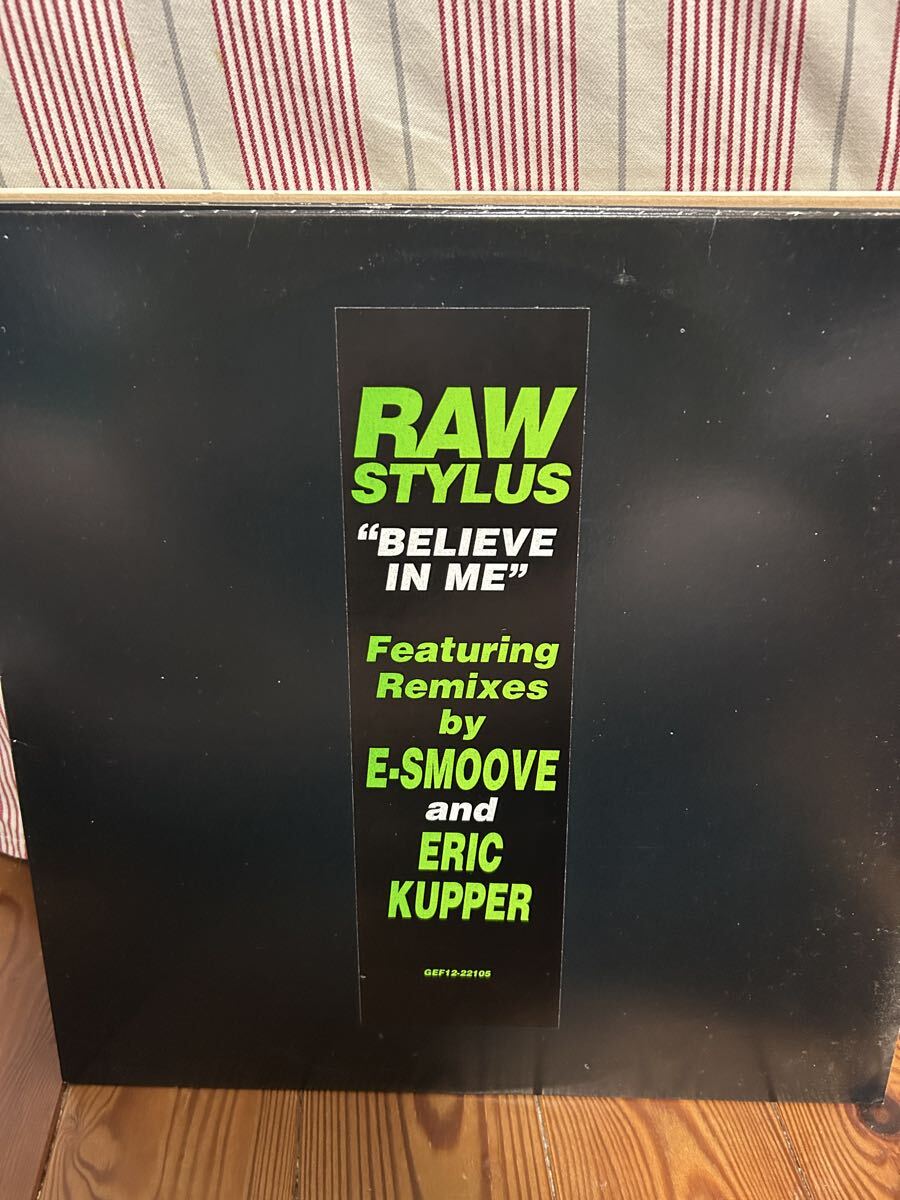 RAW
STYLUS
“BELIEVE
IN ME”
Featuring
Remixes
by
E-SMOOVE
and
ERIC
KUPPER
GEF12-22105